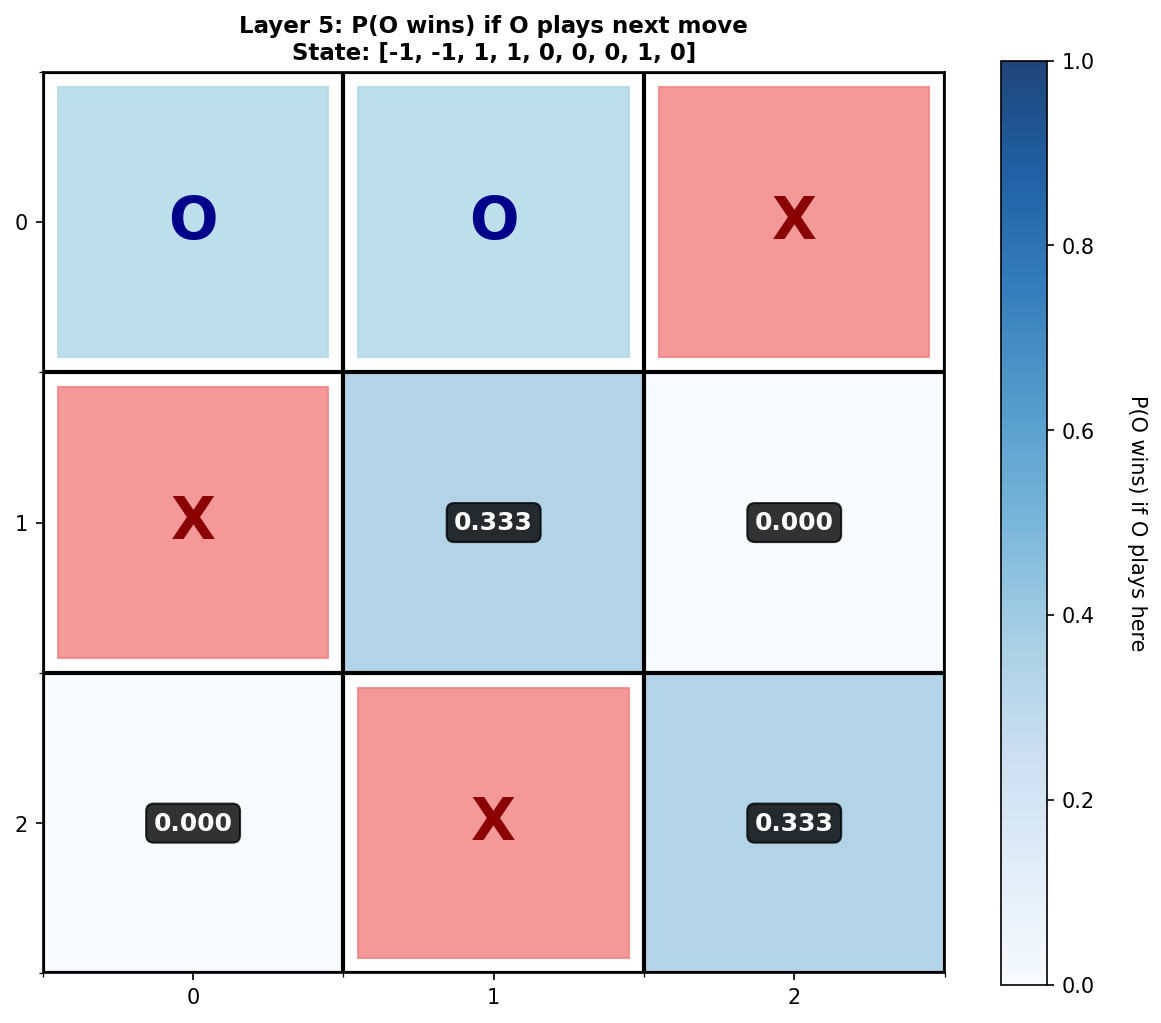 Layer 5: P(O wins) if O plays next move
State: [-1, -1, 1, 1, 0, 0, 0, 1, 0]
0
O
O
X
1
X
0.333
0.000
2
0.000
X
0.333
0
1
2
1.0
0.8
0.6
0.4
0.2
0.0
P(O wins) if O plays here